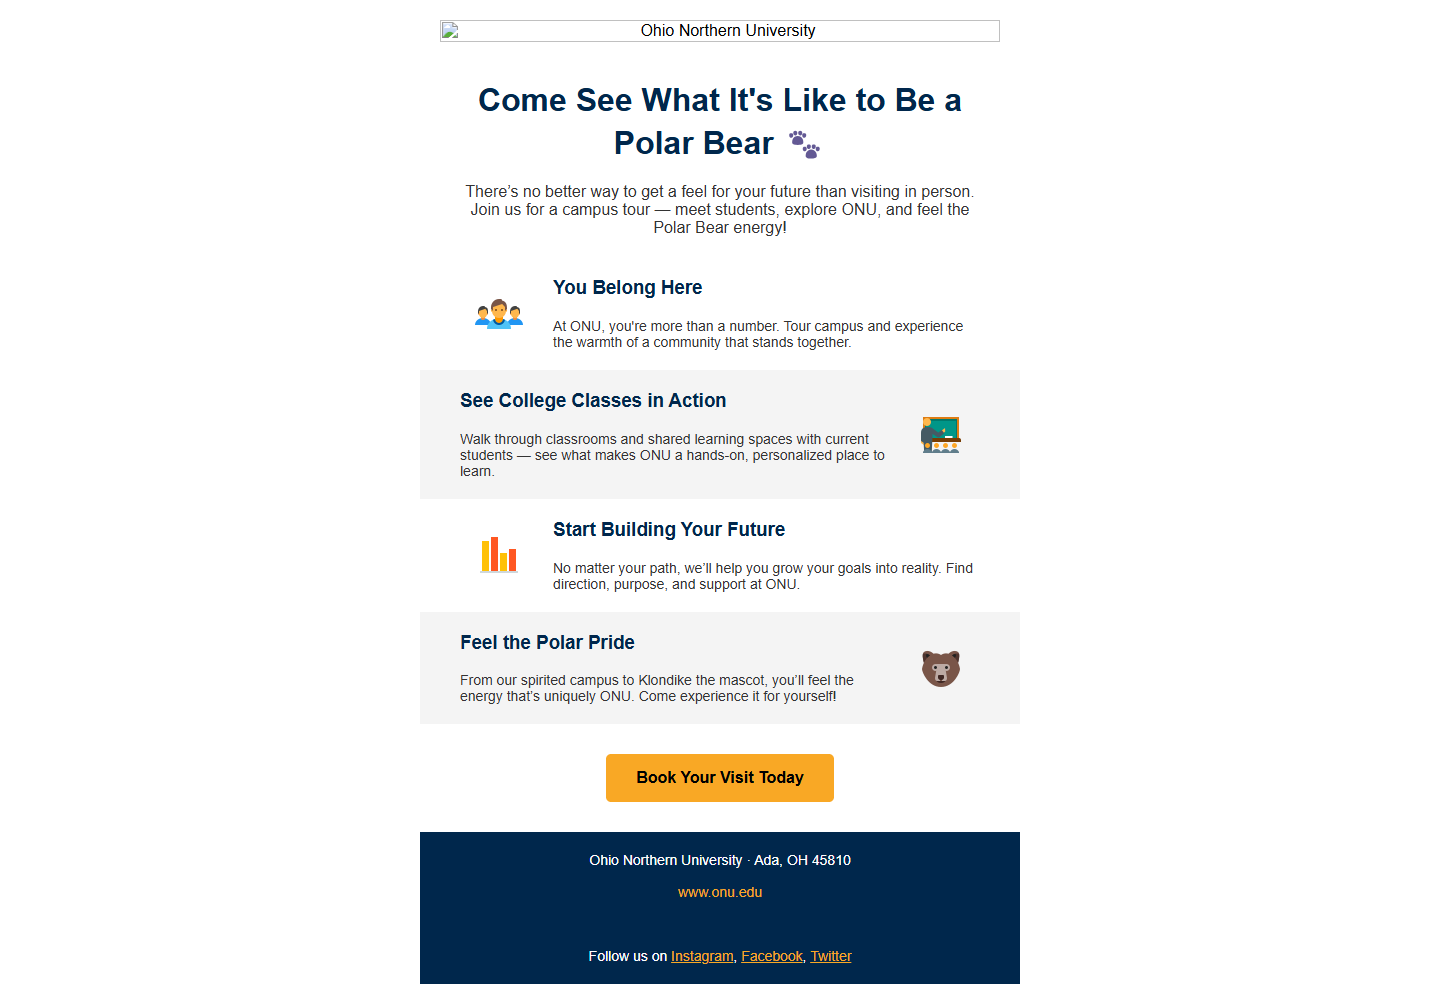 Ohio Northern University
Come See What It's Like to Be a
Polar Bear 🐾
There’s no better way to get a feel for your future than visiting in person.
Join us for a campus tour — meet students, explore ONU, and feel the
Polar Bear energy!
You Belong Here
At ONU, you're more than a number. Tour campus and experience
the warmth of a community that stands together.
See College Classes in Action
Walk through classrooms and shared learning spaces with current
students — see what makes ONU a hands-on, personalized place to
learn.
Start Building Your Future
No matter your path, we’ll help you grow your goals into reality. Find
direction, purpose, and support at ONU.
Feel the Polar Pride
From our spirited campus to Klondike the mascot, you’ll feel the
energy that’s uniquely ONU. Come experience it for yourself!
Book Your Visit Today
Ohio Northern University · Ada, OH 45810
www.onu.edu
Follow us on Instagram, Facebook, Twitter